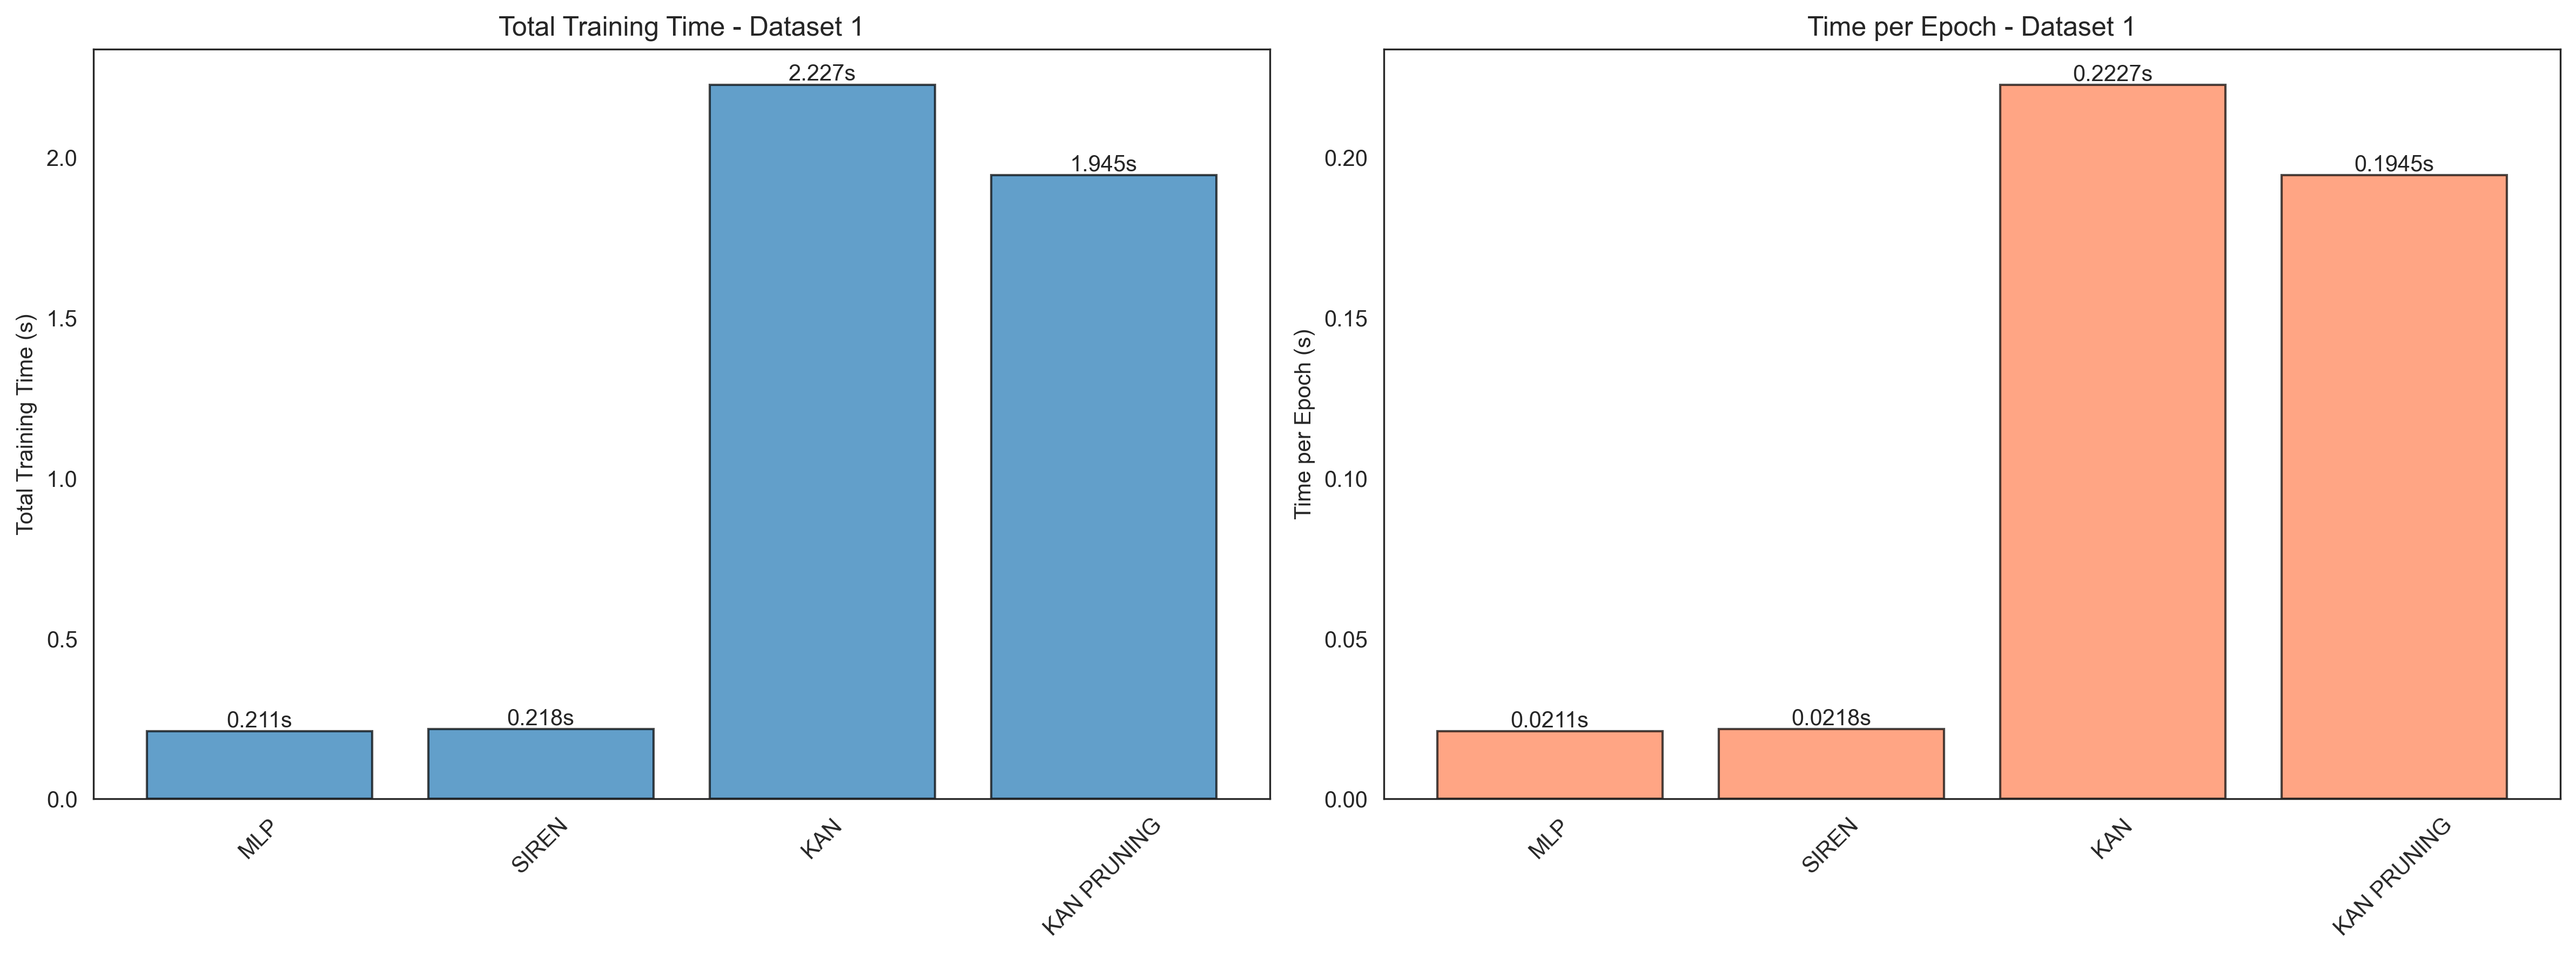 Total Training Time - Dataset 1
Total Training Time (s)
2.0
1.5
1.0
0.5
0.0
0.211s
0.218s
2.227s
1.945s
MLP
SIREN
KAN
KAN PRUNING
Time per Epoch - Dataset 1
Time per Epoch (s)
0.20
0.15
0.10
0.05
0.00
0.0211s
0.0218s
0.2227s
0.1945s
MLP
SIREN
KAN
KAN PRUNING